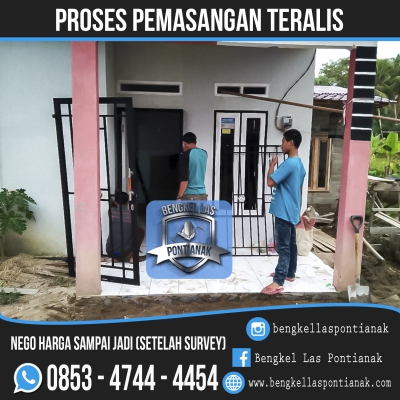 PROSES PEMASANGAN TERALIS
BENGKEL LAS
PONTIANAK
NEGO HARGA SAMPAI JADI (SETELAH SURVEY)
0853 - 4744 - 4454
bengkellaspontianak
Bengkel Las Pontianak
www.bengkellaspontianak.com